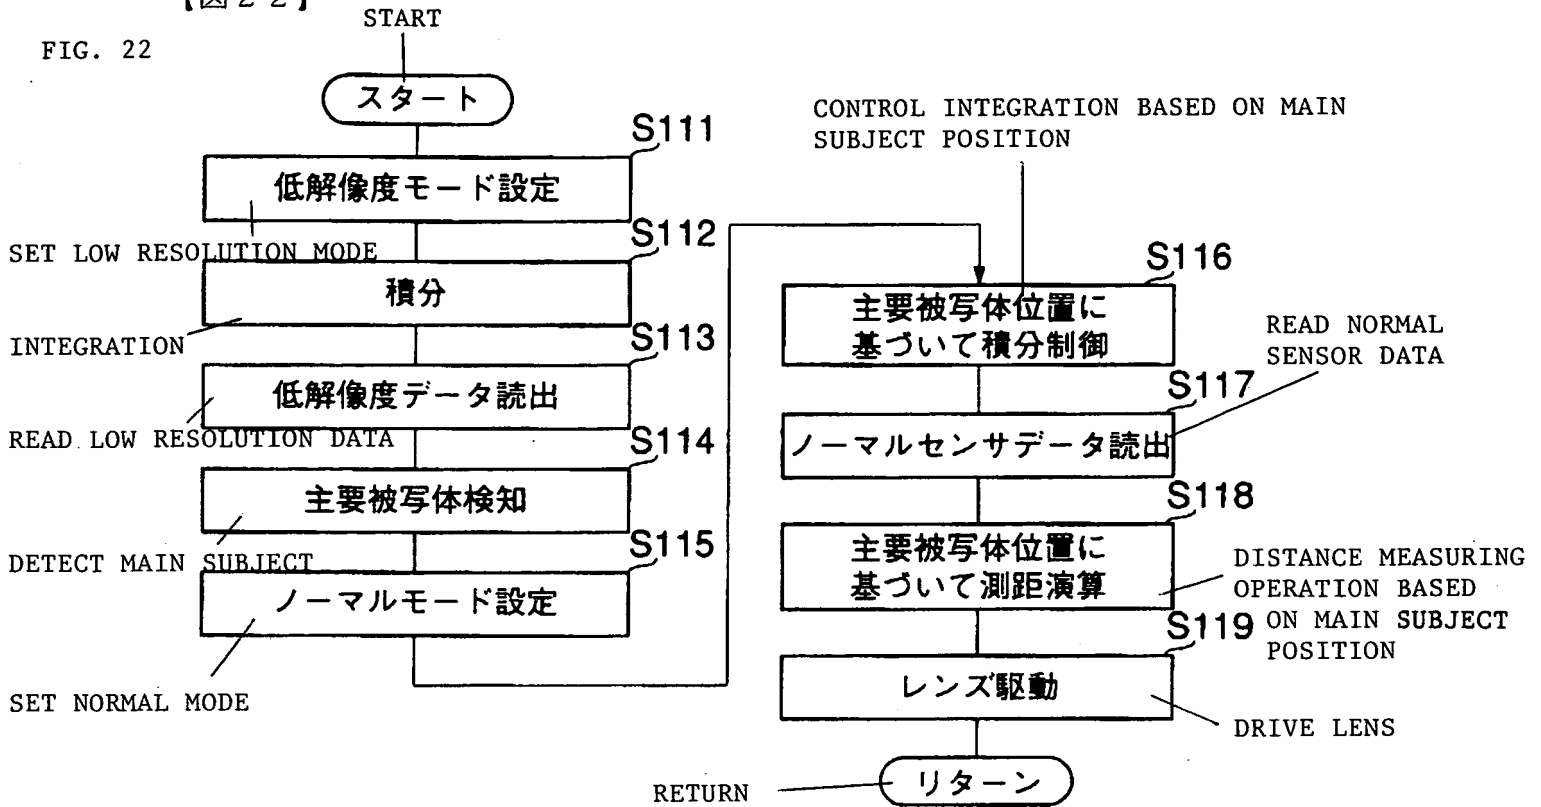 【図22】
START
FIG. 22
スタート
S111
低解像度モード設定
SET LOW RESOLUTION MODE
S112
積分
INTEGRATION
S113
低解像度データ読出
READ LOW RESOLUTION DATA
S114
主要被写体検知
DETECT MAIN SUBJECT
S115
ノーマルモード設定
SET NORMAL MODE
CONTROL INTEGRATION BASED ON MAIN
SUBJECT POSITION
S116
主要被写体位置に
基づいて積分制御
READ NORMAL
SENSOR DATA
S117
ノーマルセンサデータ読出
S118
主要被写体位置に
基づいて測距演算
DISTANCE MEASURING
OPERATION BASED
ON MAIN SUBJECT
POSITION
S119
レンズ駆動
DRIVE LENS
リターン
RETURN